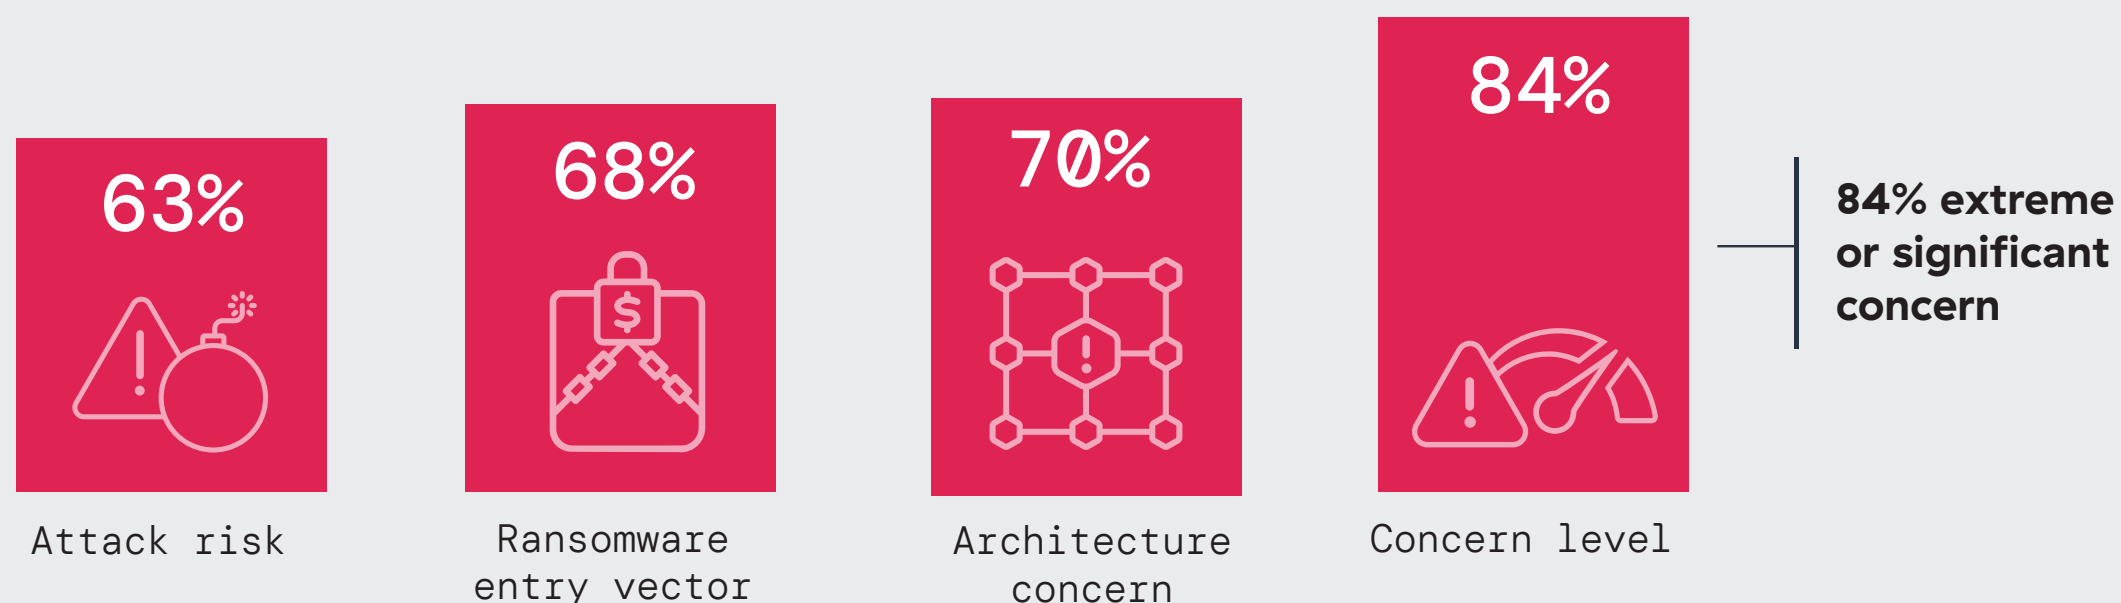 63%
Attack risk
68%
$
Ransomware
entry vector
70%
Architecture
concern
84%
Concern level
84% extreme
or significant
concern